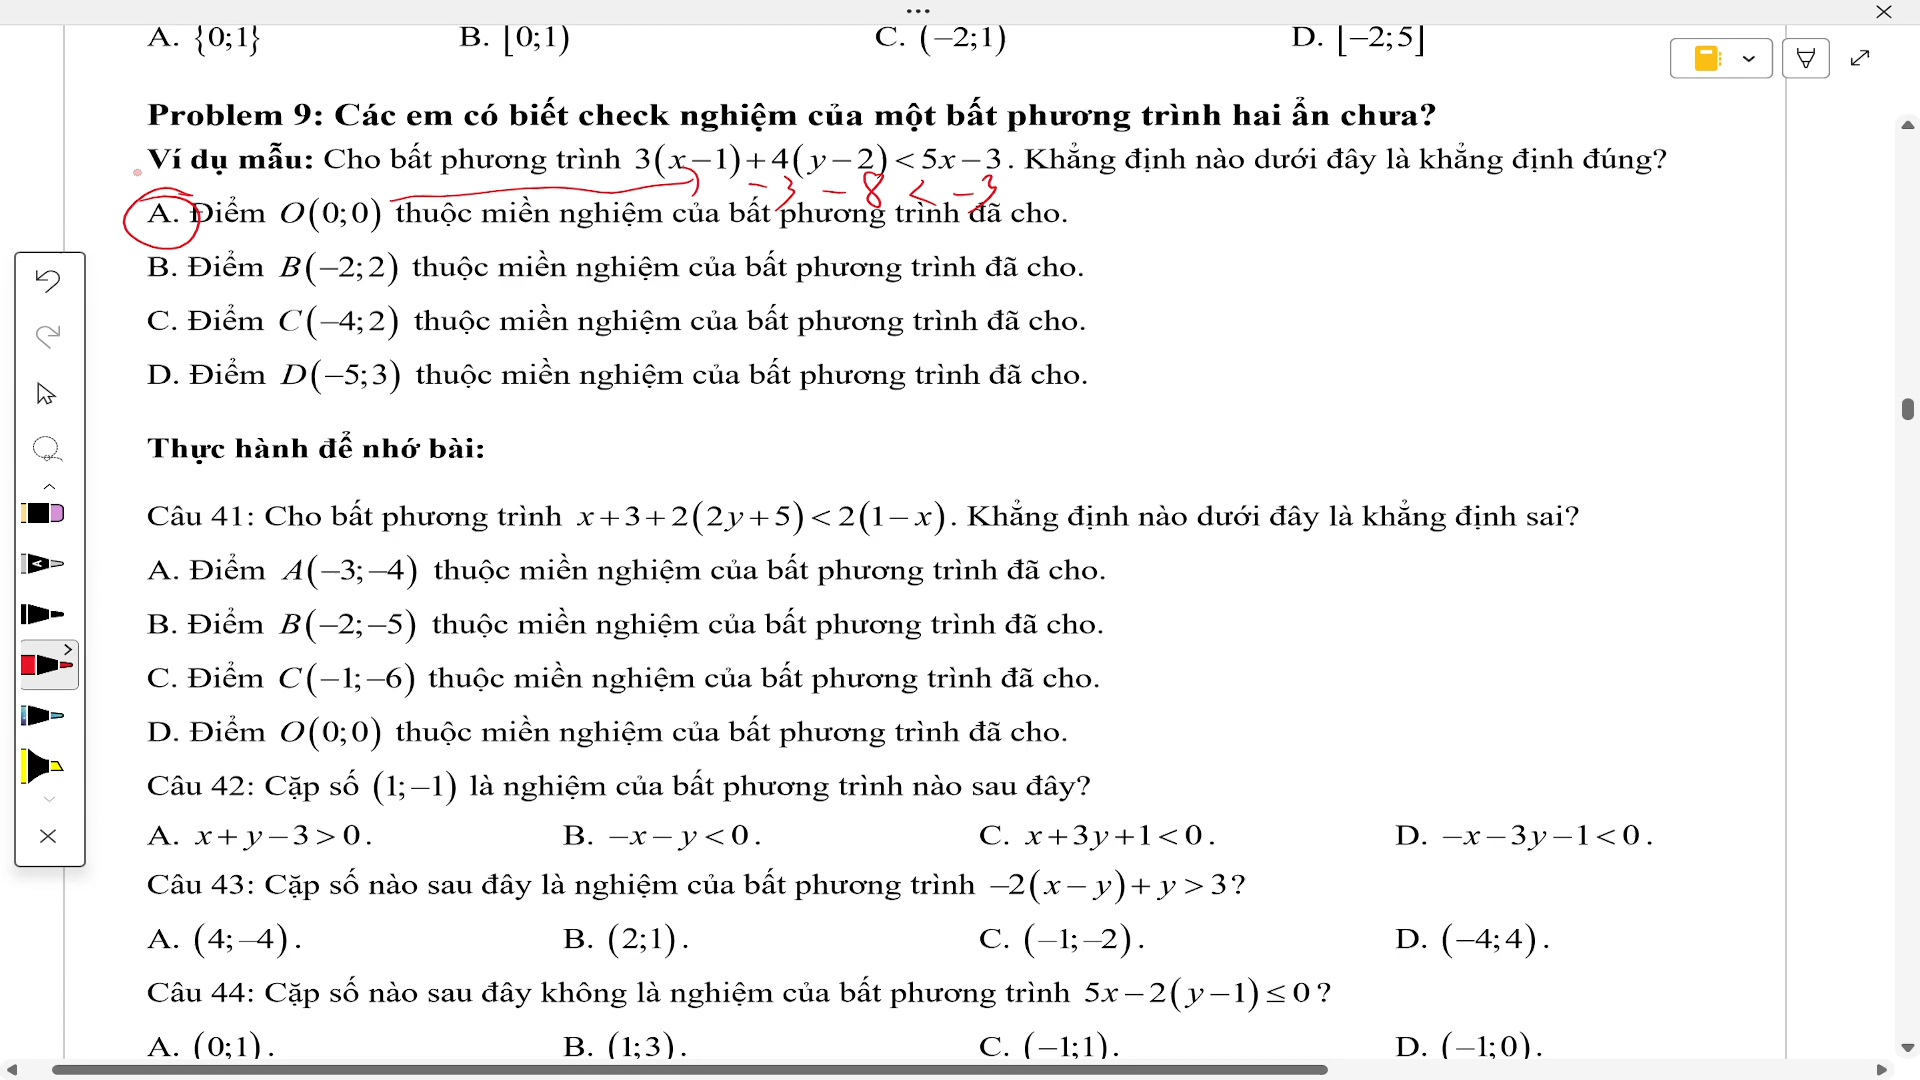 A. {0;1} B. [0;1) C. (−2;1) D. [−2;5]
Problem 9: Các em có biết check nghiệm của một bất phương trình hai ẩn chưa?
Ví dụ mẫu: Cho bất phương trình 3(x−1)+4(y−2)<5x−3. Khẳng định nào dưới đây là khẳng định đúng?
−3 −8 < −3
A. Điểm O(0;0) thuộc miền nghiệm của bất phương trình đã cho.
B. Điểm B(−2;2) thuộc miền nghiệm của bất phương trình đã cho.
C. Điểm C(−4;2) thuộc miền nghiệm của bất phương trình đã cho.
D. Điểm D(−5;3) thuộc miền nghiệm của bất phương trình đã cho.
Thực hành để nhớ bài:
Câu 41: Cho bất phương trình x+3+2(2y+5)<2(1−x). Khẳng định nào dưới đây là khẳng định sai?
A. Điểm A(−3;−4) thuộc miền nghiệm của bất phương trình đã cho.
B. Điểm B(−2;−5) thuộc miền nghiệm của bất phương trình đã cho.
C. Điểm C(−1;−6) thuộc miền nghiệm của bất phương trình đã cho.
D. Điểm O(0;0) thuộc miền nghiệm của bất phương trình đã cho.
Câu 42: Cặp số (1;−1) là nghiệm của bất phương trình nào sau đây?
A. x+y−3>0. B. −x−y<0. C. x+3y+1<0. D. −x−3y−1<0.
Câu 43: Cặp số nào sau đây là nghiệm của bất phương trình −2(x−y)+y>3?
A. (4;−4). B. (2;1). C. (−1;−2). D. (−4;4).
Câu 44: Cặp số nào sau đây không là nghiệm của bất phương trình 5x−2(y−1)≤0?
A. (0;1). B. (1;3). C. (−1;1). D. (−1;0).